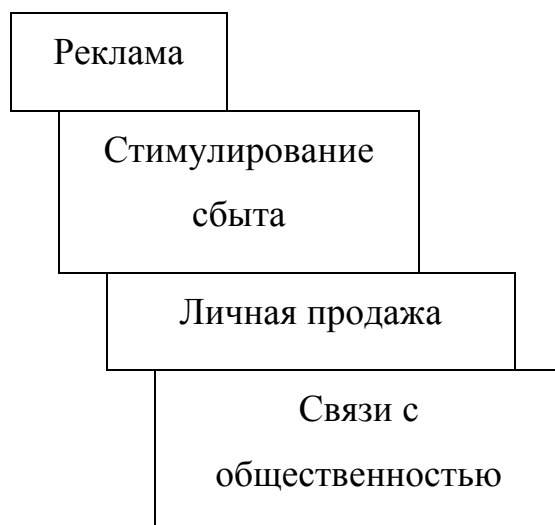 Реклама
Стимулирование
сбыта
Личная продажа
Связи с
общественностью